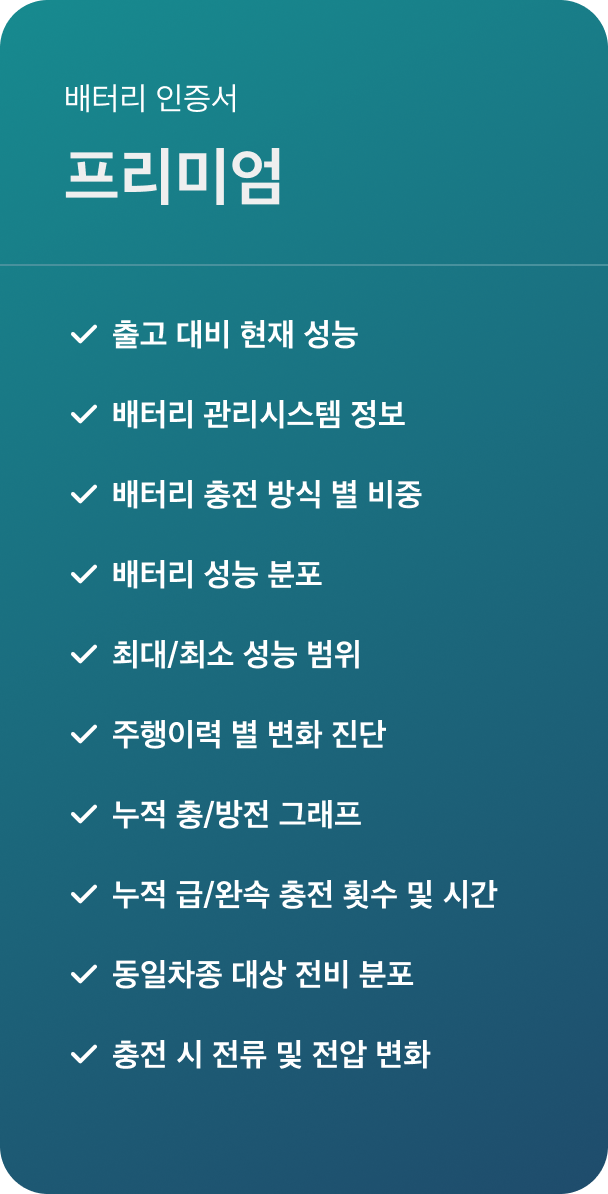 배터리 인증서
프리미엄
출고 대비 현재 성능
배터리 관리시스템 정보
배터리 충전 방식 별 비중
배터리 성능 분포
최대/최소 성능 범위
주행이력 별 변화 진단
누적 충/방전 그래프
누적 급/완속 충전 횟수 및 시간
동일차종 대상 전비 분포
충전 시 전류 및 전압 변화